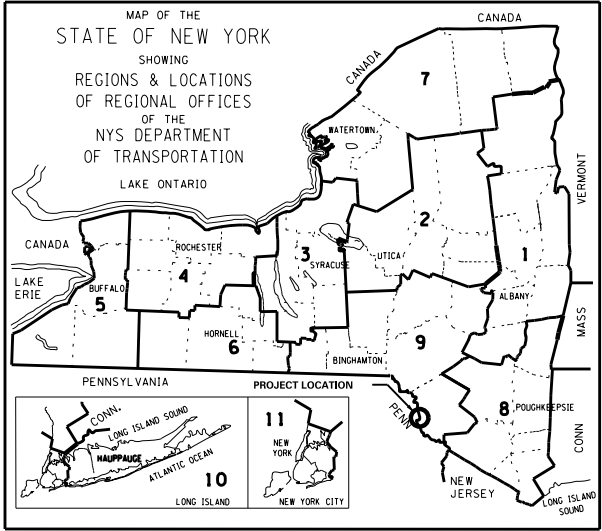 MAP OF THE
STATE OF NEW YORK
SHOWING
REGIONS & LOCATIONS
OF REGIONAL OFFICES
OF THE
NYS DEPARTMENT
OF TRANSPORTATION
CANADA
CANADA
7
WATERTOWN
LAKE ONTARIO
VERMONT
2
CANADA
ROCHESTER
3
SYRACUSE
UTICA
1
4
LAKE
ERIE
BUFFALO
5
ALBANY
MASS
HORNELL
6
9
BINGHAMTON
PENNSYLVANIA
PROJECT LOCATION
PENN
8
POUGHKEEPSIE
CONN
NEW
JERSEY
LONG ISLAND
SOUND
CONN.
LONG ISLAND SOUND
HAUPPAUGE
ATLANTIC OCEAN
10
LONG ISLAND
11
NEW
YORK
NEW YORK CITY